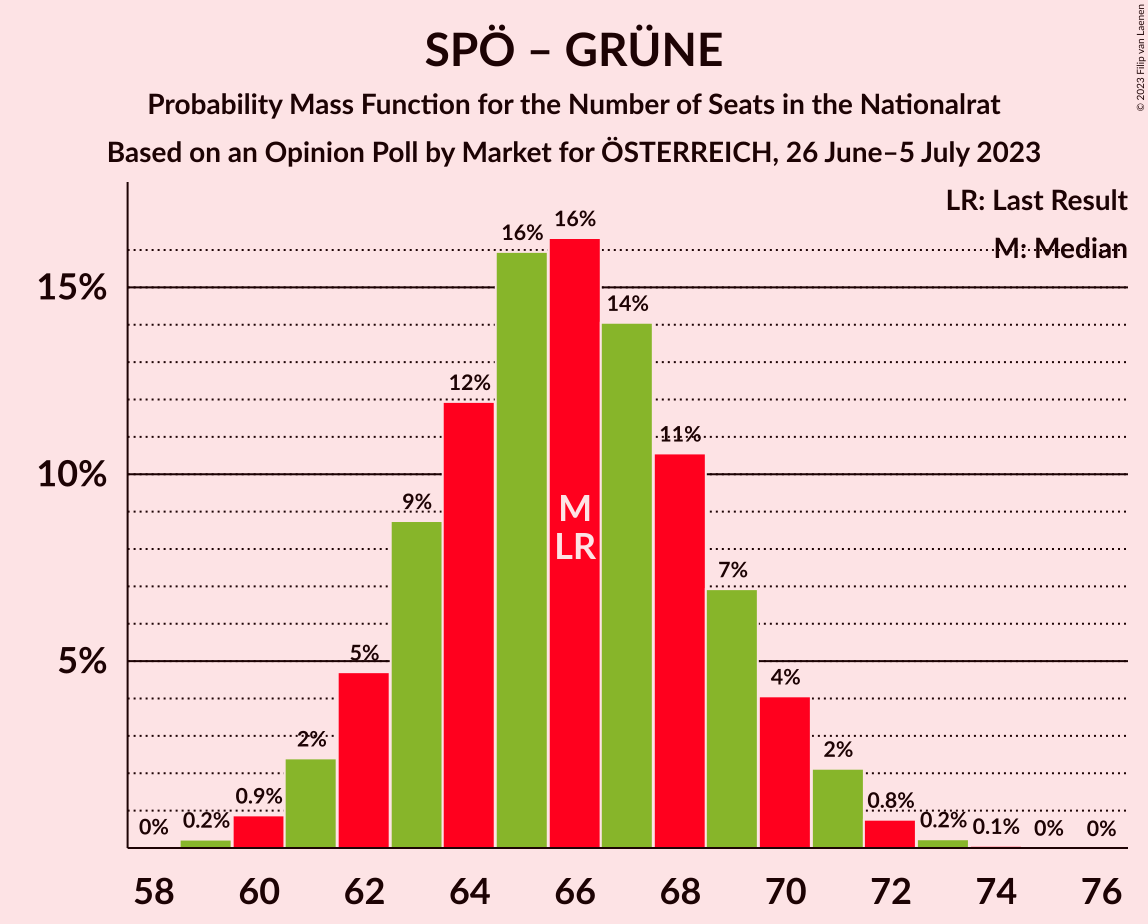 SPÖ – GRÜNE
Probability Mass Function for the Number of Seats in the Nationalrat
Based on an Opinion Poll by Market for ÖSTERREICH, 26 June–5 July 2023
© 2023 Filip van Laenen
LR: Last Result
M: Median
15%
10%
5%
0%
0.2%
0.9%
2%
5%
9%
12%
16%
16%
14%
11%
7%
4%
2%
0.8%
0.2%
0.1%
0%
0%
M
LR
58 60 62 64 66 68 70 72 74 76